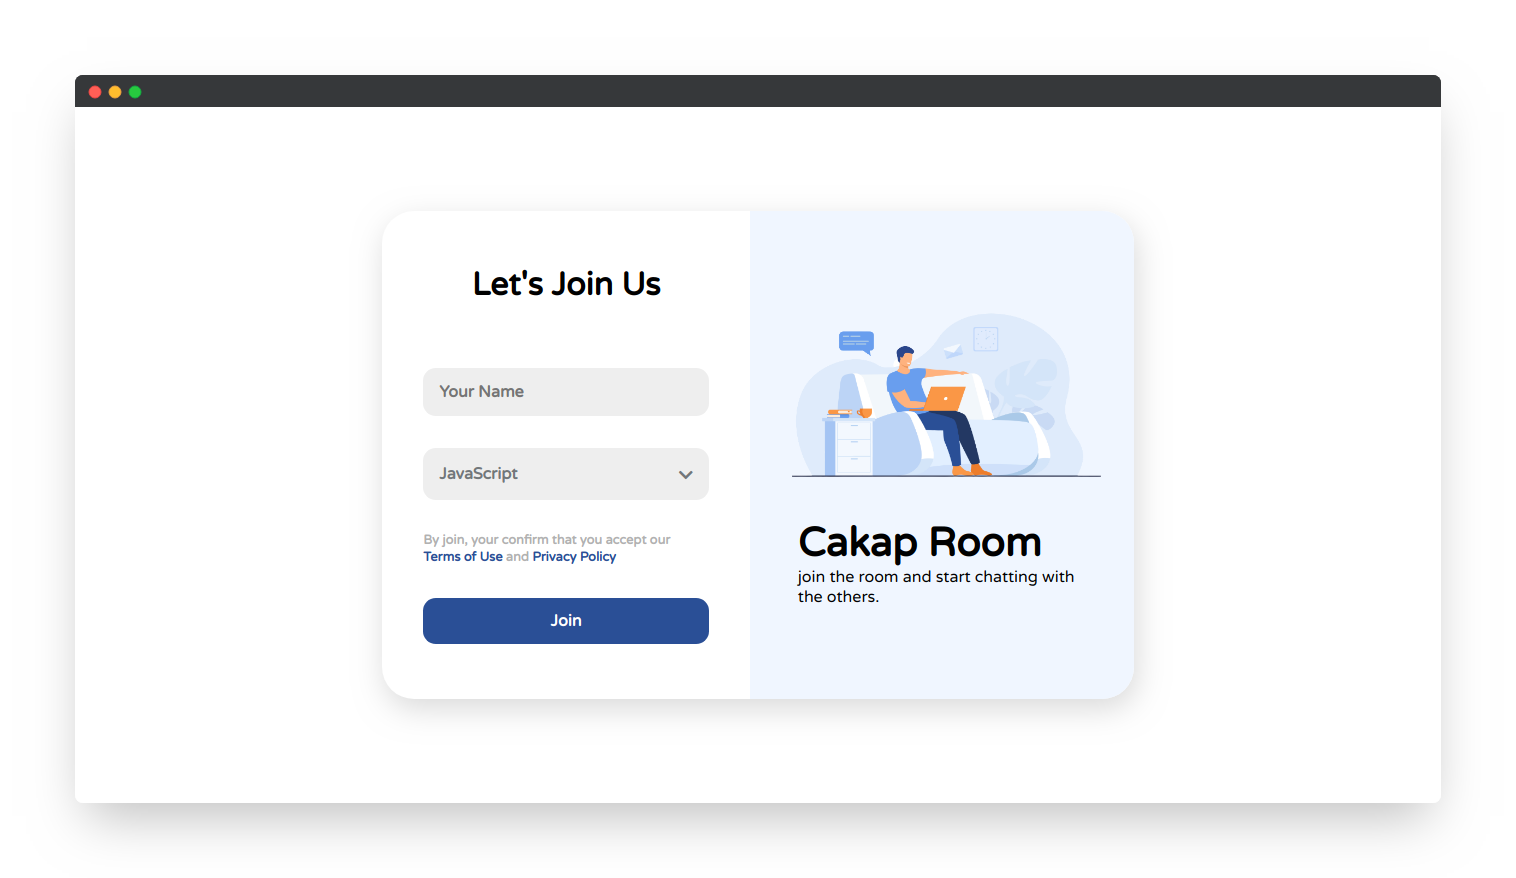 Let's Join Us
Your Name
JavaScript
By join, your confirm that you accept our
Terms of Use and Privacy Policy
Join
Cakap Room
join the room and start chatting with
the others.